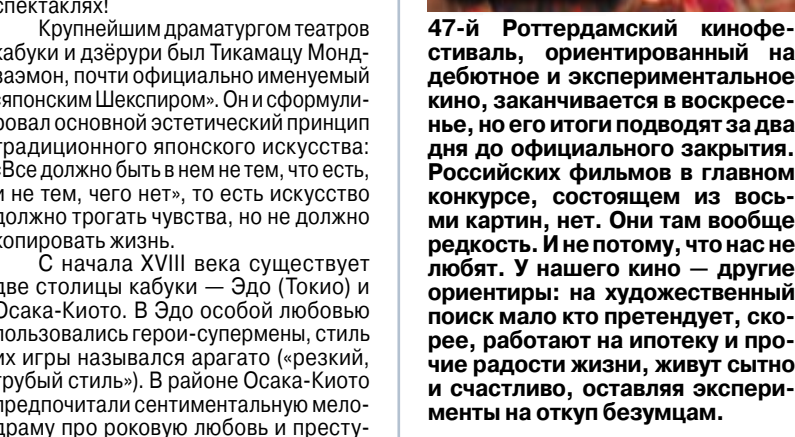 спектаклях!
Крупнейшим драматургом театров
кабуки и дзёрури был Тикамацу Монд-
заэмон, почти официально именуемый
«японским Шекспиром». Он и сформули-
ровал основной эстетический принцип
традиционного японского искусства:
«Все должно быть в нем не тем, что есть,
и не тем, чего нет», то есть искусство
должно трогать чувства, но не должно
копировать жизнь.
С начала XVIII века существует
две столицы кабуки — Эдо (Токио) и
Осака-Киото. В Эдо особой любовью
пользовались герои-супермены, стиль
их игры назывался арагато («резкий,
грубый стиль»). В районе Осака-Киото
предпочитали сентиментальную мело-
драму про роковую любовь и престу-
47-й Роттердамский кинофе-
стиваль, ориентированный на
дебютное и экспериментальное
кино, заканчивается в воскресе-
нье, но его итоги подводят за два
дня до официального закрытия.
Российских фильмов в главном
конкурсе, состоящем из вось-
ми картин, нет. Они там вообще
редкость. И не потому, что нас не
любят. У нашего кино — другие
ориентиры: на художественный
поиск мало кто претендует, ско-
рее, работают на ипотеку и про-
чие радости жизни, живут сытно
и счастливо, оставляя экспери-
менты на откуп безумцам.